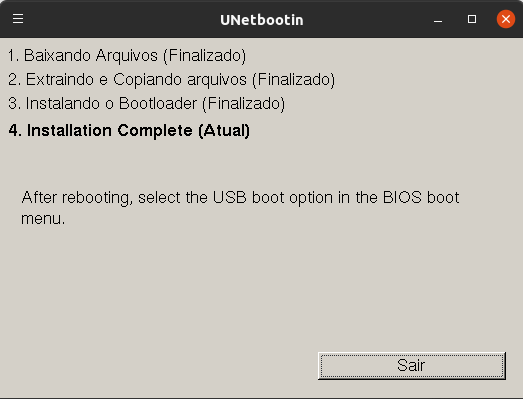 UNetbootin
1. Baixando Arquivos (Finalizado)
2. Extraindo e Copiando arquivos (Finalizado)
3. Instalando o Bootloader (Finalizado)
4. Installation Complete (Atual)
After rebooting, select the USB boot option in the BIOS boot
menu.
Sair